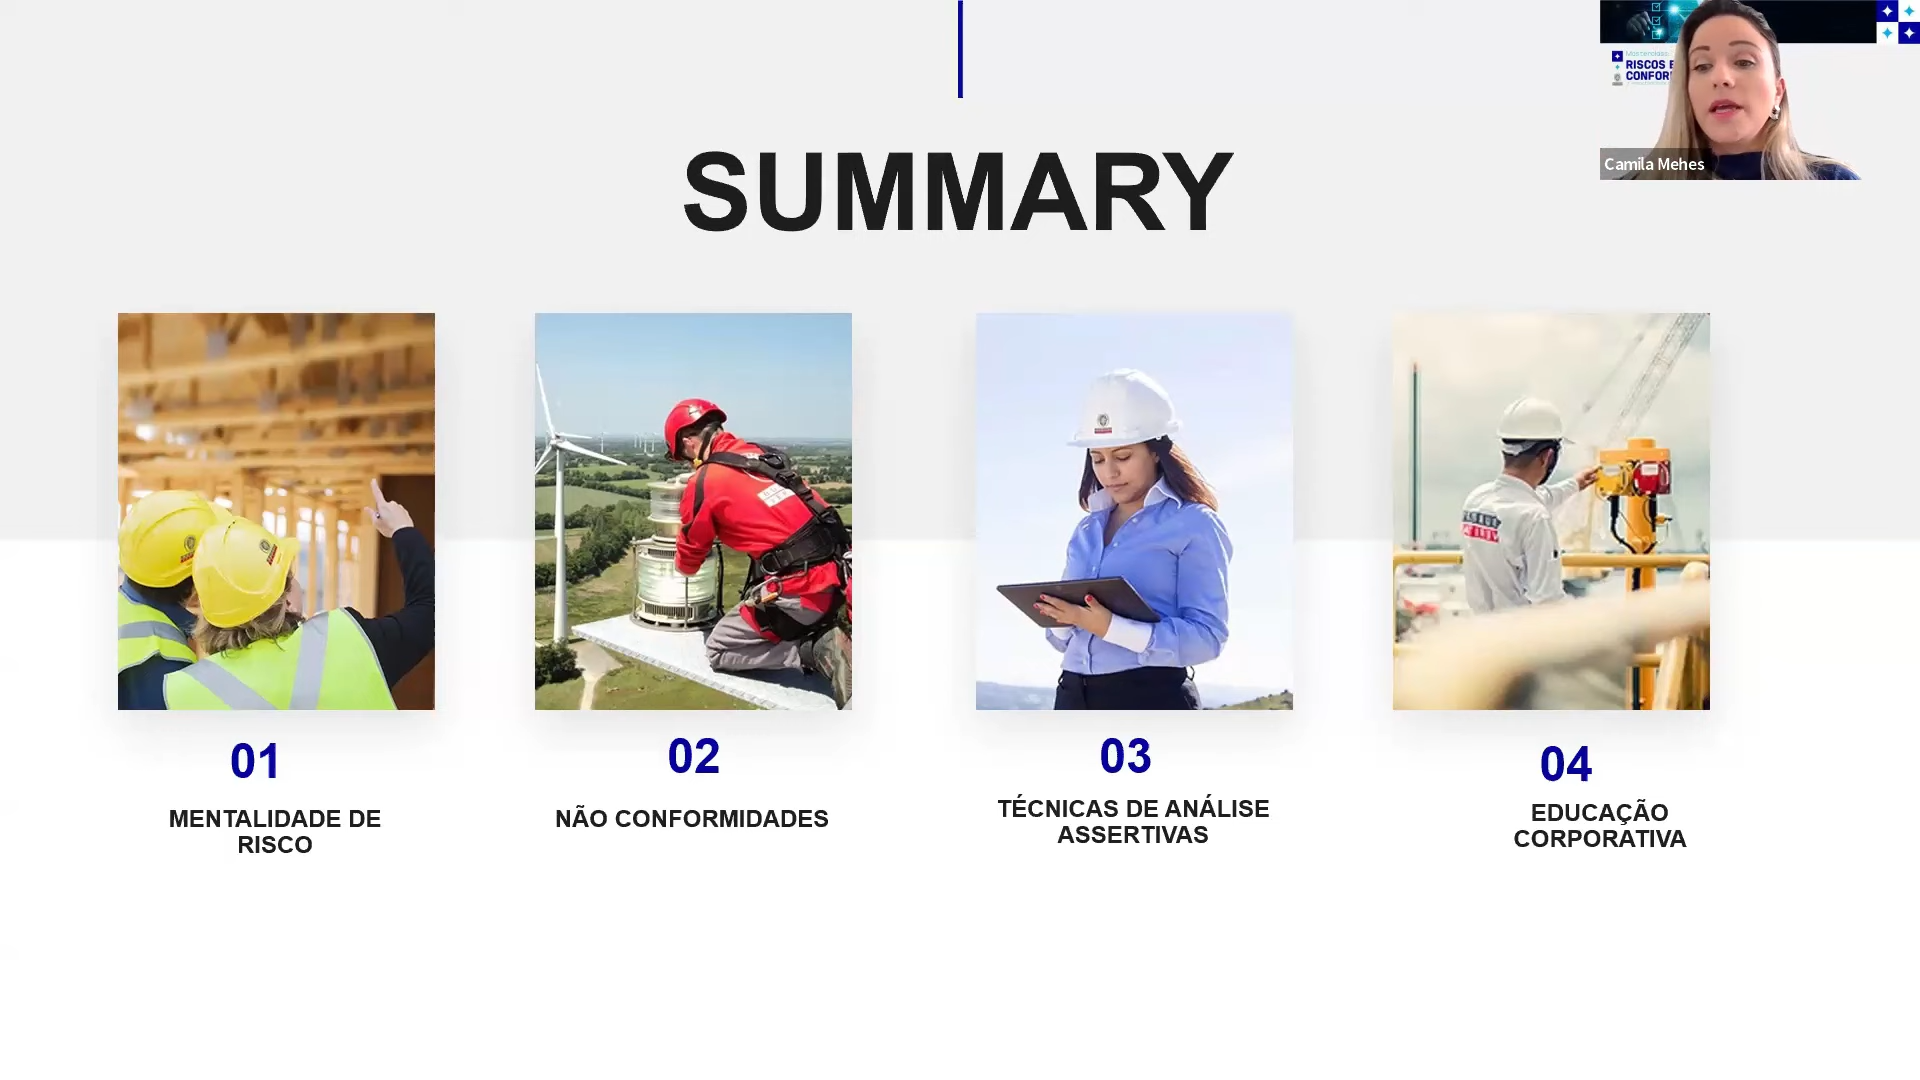 RISCOS E
CONFOR
Camila Mehes
SUMMARY
01
MENTALIDADE DE
RISCO
02
NÃO CONFORMIDADES
03
TÉCNICAS DE ANÁLISE
ASSERTIVAS
04
EDUCAÇÃO
CORPORATIVA